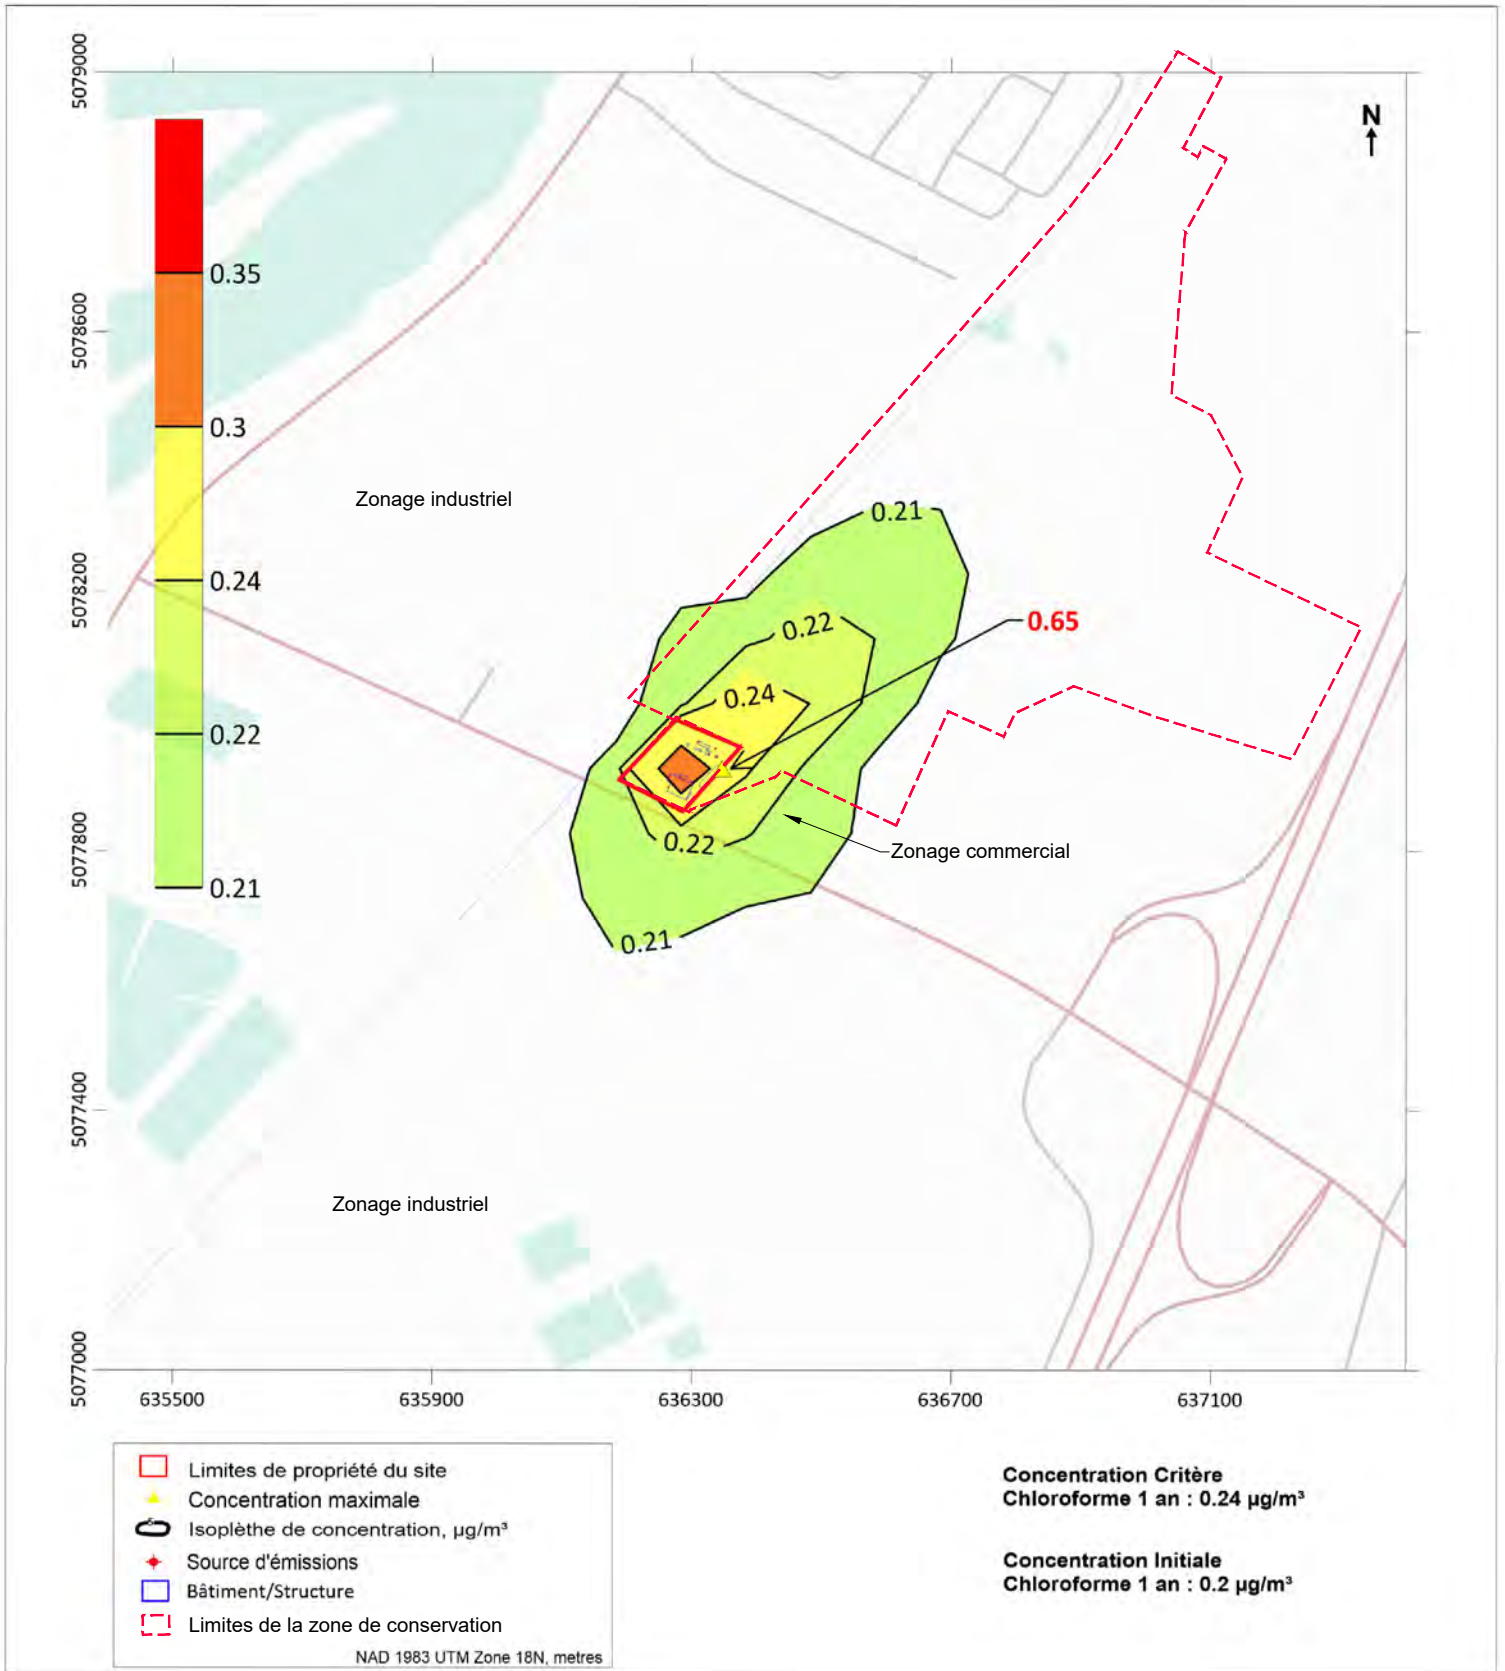 5079000
5078600
5078200
5077800
5077400
5077000
N
0.35
0.3
0.24
0.22
0.21
Zonage industriel
0.21
0.22
0.65
0.24
0.22
Zonage commercial
0.21
Zonage industriel
635500
635900
636300
636700
637100
Limites de propriété du site
Concentration maximale
Isoplèthe de concentration, µg/m³
Source d'émissions
Bâtiment/Structure
Limites de la zone de conservation
NAD 1983 UTM Zone 18N, metres
Concentration Critère
Chloroforme 1 an : 0.24 µg/m³
Concentration Initiale
Chloroforme 1 an : 0.2 µg/m³